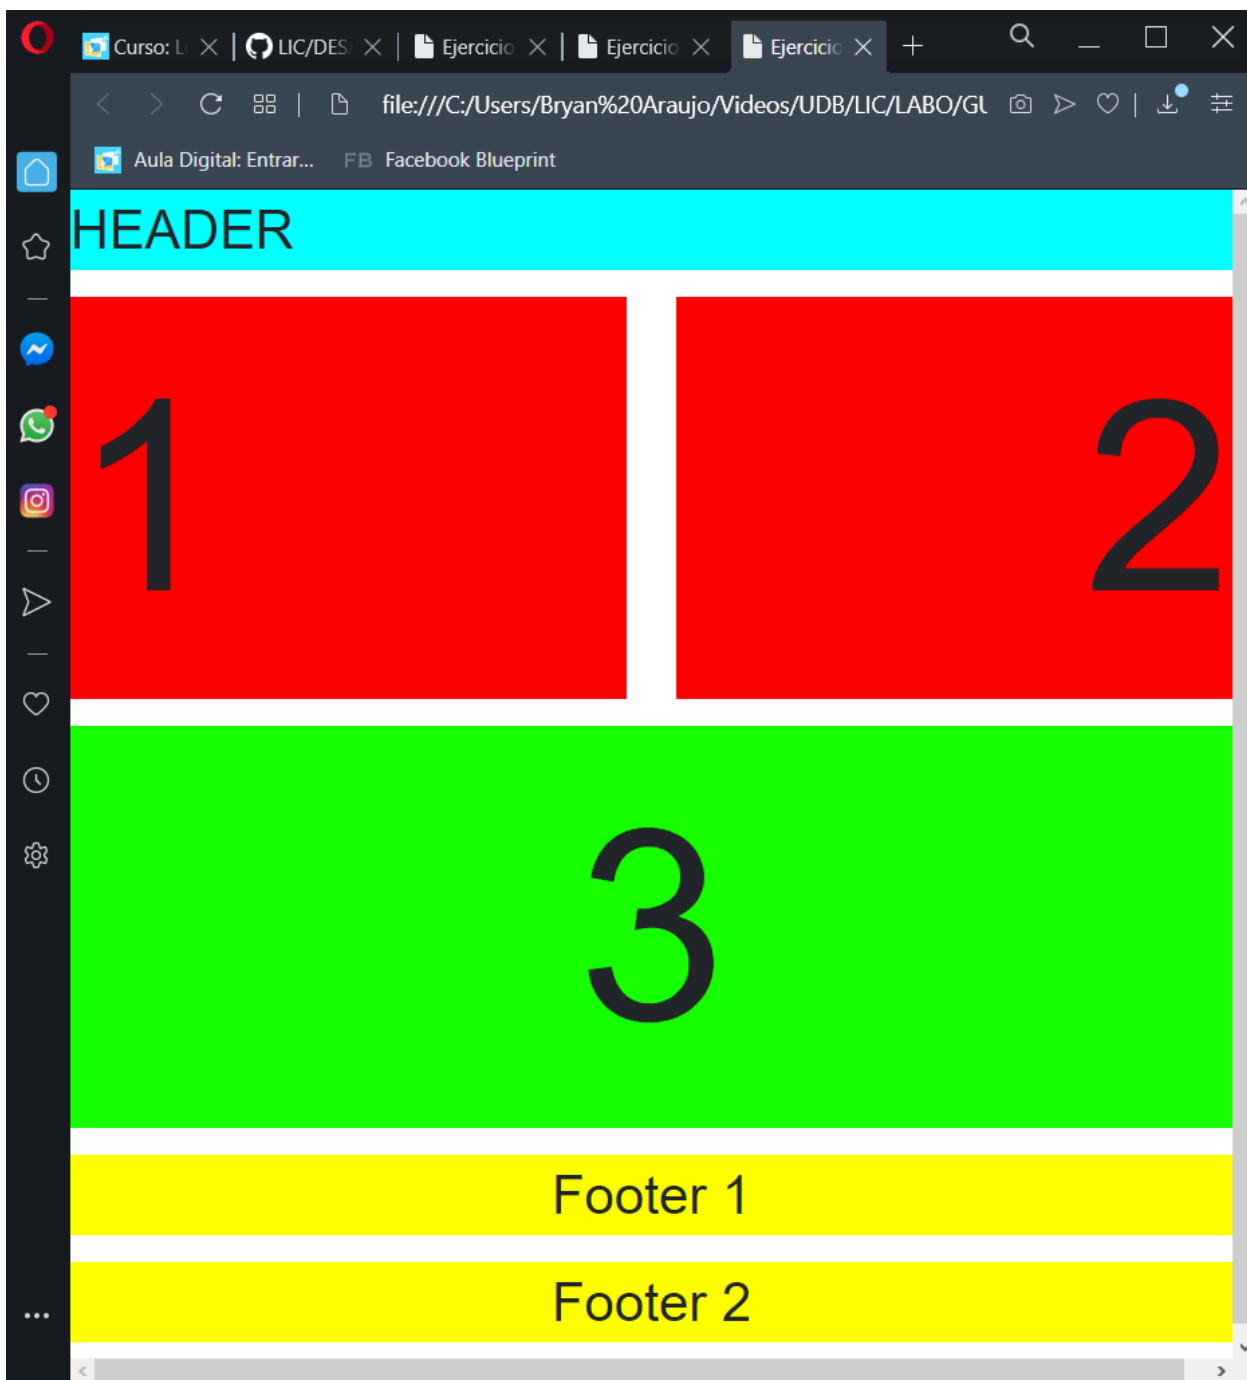 Curso: L
LIC/DES
Ejercicio
Ejercicio
Ejercicio
file:///C:/Users/Bryan%20Araujo/Videos/UDB/LIC/LABO/GU
Aula Digital: Entrar...
FB Facebook Blueprint
HEADER
1
2
3
Footer 1
Footer 2